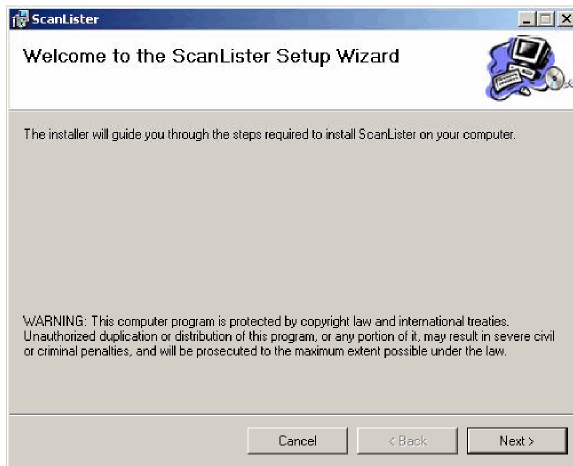 ScanLister
Welcome to the ScanLister Setup Wizard
The installer will guide you through the steps required to install ScanLister on your computer.
WARNING: This computer program is protected by copyright law and international treaties.
Unauthorized duplication or distribution of this program, or any portion of it, may result in severe civil
or criminal penalties, and will be prosecuted to the maximum extent possible under the law.
Cancel
< Back
Next >